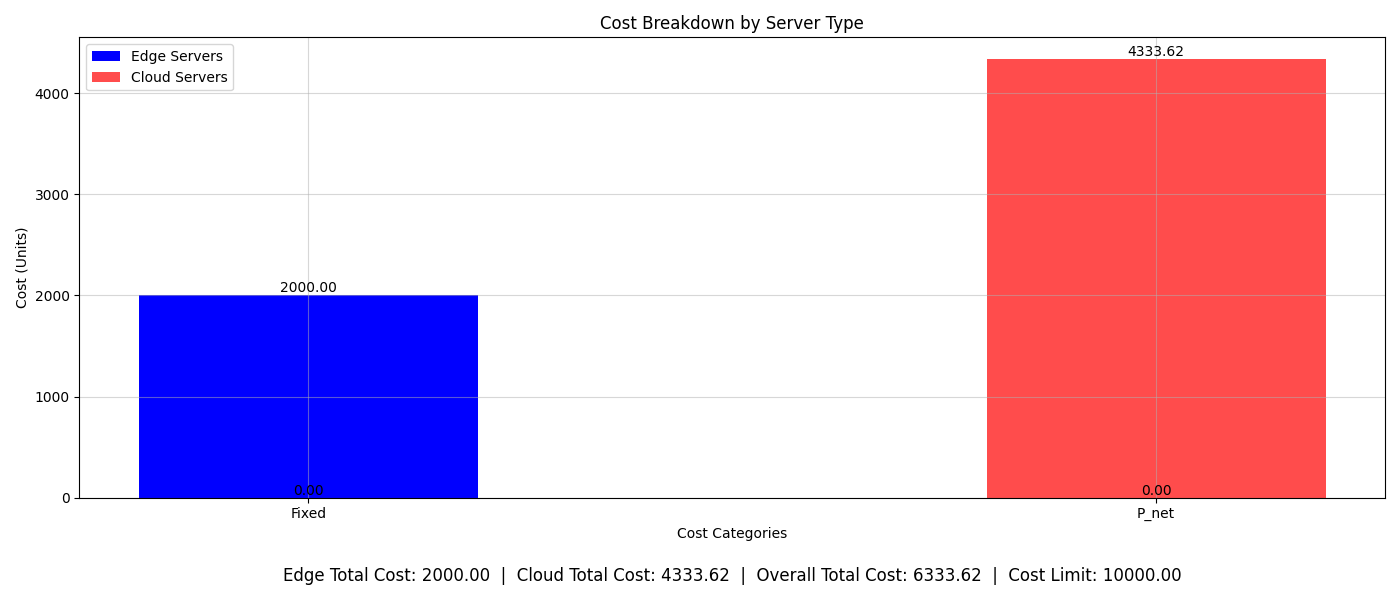 Cost Breakdown by Server Type
Edge Servers
Cloud Servers
4333.62
4000
3000
Cost (Units)
2000.00
2000
1000
0.00
0.00
0
Fixed
P_net
Cost Categories
Edge Total Cost: 2000.00 | Cloud Total Cost: 4333.62 | Overall Total Cost: 6333.62 | Cost Limit: 10000.00